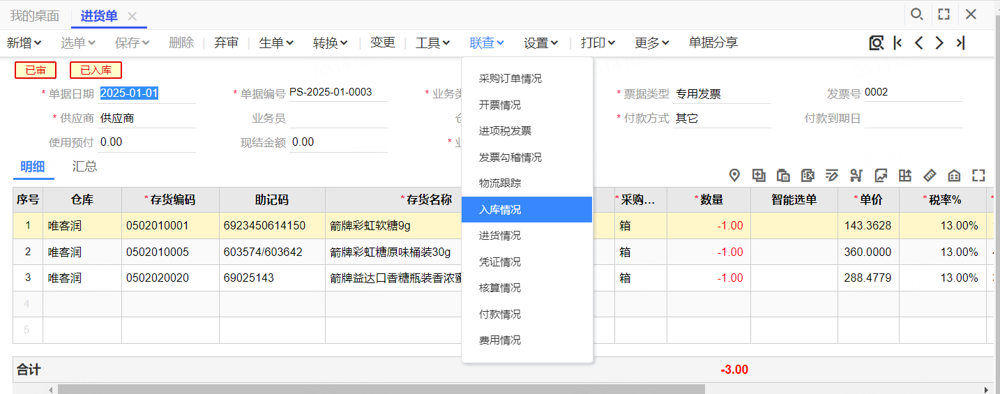 我的桌面 进货单
新增 选单 保存 删除 弃审 生单 转换 变更 工具 联查 设置 打印 更多 单据分享
已审 已入库
* 单据日期 2025-01-01 * 单据编号 PS-2025-01-0003 * 业务类 * 票据类型 专用发票 发票号 0002
* 供应商 供应商 业务员 * 付款方式 其它 付款到期日
使用预付 0.00 现结金额 0.00 * 业
采购订单情况
开票情况
进项税发票
发票勾稽情况
物流跟踪
入库情况
进货情况
凭证情况
核算情况
付款情况
费用情况
明细 汇总
序号 仓库 *存货编码 助记码 *存货名称 *采购... *数量 智能选单 *单价 *税率% *
1 唯客润 0502010001 6923450614150 箭牌彩虹软糖9g 箱 -1.00 143.3628 13.00%
2 唯客润 0502010005 603574/603642 箭牌彩虹糖原味桶装30g 箱 -1.00 360.0000 13.00%
3 唯客润 0502020020 69025143 箭牌益达口香糖瓶装香浓蜜 箱 -1.00 288.4779 13.00%
4
5
合计 -3.00